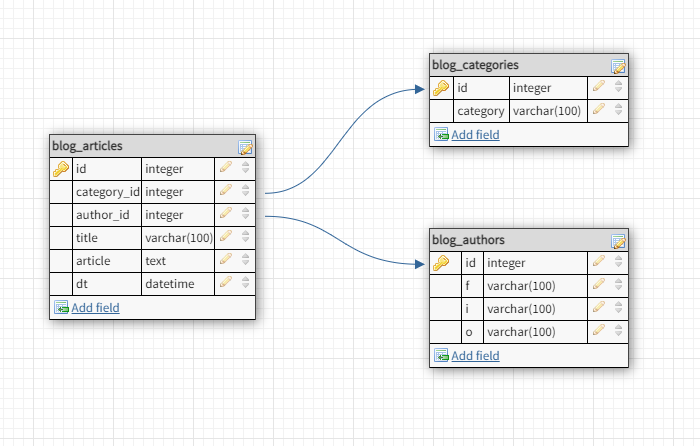 blog_articles
id integer
category_id integer
author_id integer
title varchar(100)
article text
dt datetime
Add field
blog_categories
id integer
category varchar(100)
Add field
blog_authors
id integer
f varchar(100)
i varchar(100)
o varchar(100)
Add field